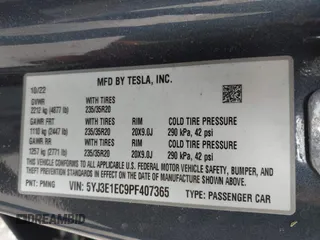 MFD BY TESLA, INC.
10/22
GVWR WITH TIRES
2212 kg (4877 lb) 235/35R20
GAWR FRT WITH TIRES RIM COLD TIRE PRESSURE
1110 kg (2447 lb) 235/35R20 20X9.0J 290 kPa, 42 psi
GAWR RR WITH TIRES RIM COLD TIRE PRESSURE
1257 kg (2771 lb) 235/35R20 20X9.0J 290 kPa, 42 psi
THIS VEHICLE CONFORMS TO ALL APPLICABLE U.S. FEDERAL MOTOR VEHICLE SAFETY, BUMPER, AND
THEFT PREVENTION STANDARDS IN EFFECT ON THE DATE OF MANUFACTURE SHOWN ABOVE.
PNT: PMNG VIN: 5YJ3E1EC9PF407365 TYPE: PASSENGER CAR